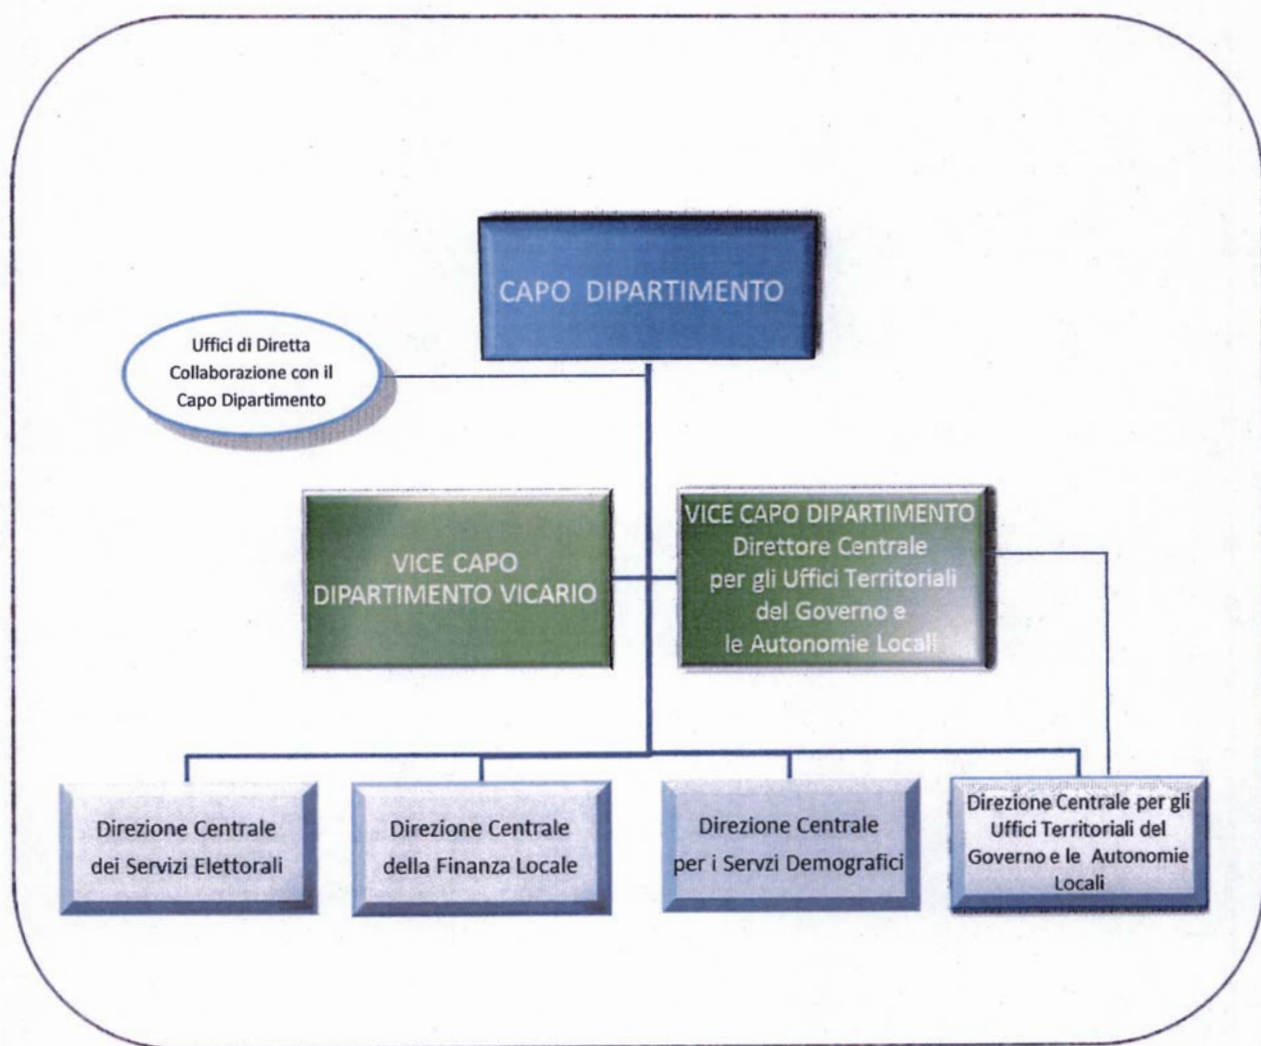 CAPO DIPARTIMENTO
Uffici di Diretta
Collaborazione con il
Capo Dipartimento
VICE CAPO
DIPARTIMENTO VICARIO
VICE CAPO DIPARTIMENTO
Direttore Centrale
per gli Uffici Territoriali
del Governo e
le Autonomie Locali
Direzione Centrale
dei Servizi Elettorali
Direzione Centrale
della Finanza Locale
Direzione Centrale
per i Servzi Demografici
Direzione Centrale per gli
Uffici Territoriali del
Governo e le Autonomie
Locali